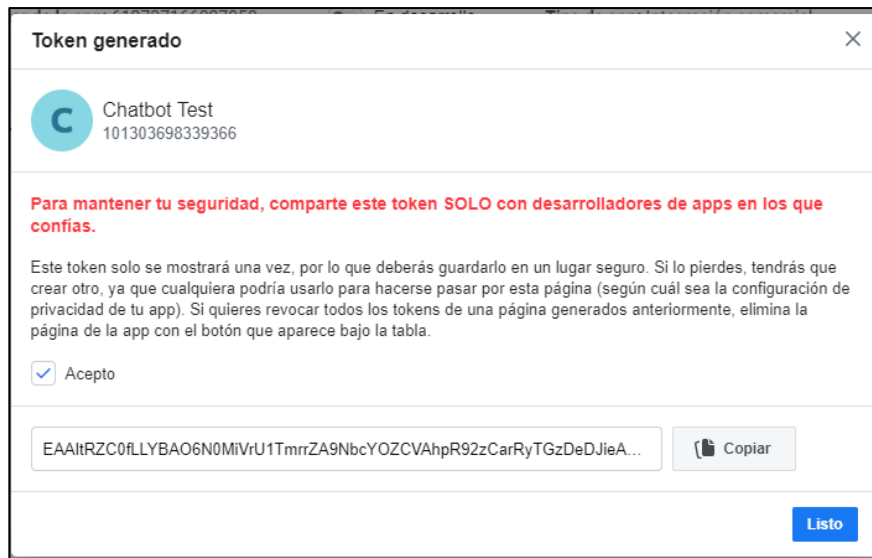 Token generado
C
Chatbot Test
101303698339366
Para mantener tu seguridad, comparte este token SOLO con desarrolladores de apps en los que
confías.
Este token solo se mostrará una vez, por lo que deberás guardarlo en un lugar seguro. Si lo pierdes, tendrás que
crear otro, ya que cualquiera podría usarlo para hacerse pasar por esta página (según cuál sea la configuración de
privacidad de tu app). Si quieres revocar todos los tokens de una página generados anteriormente, elimina la
página de la app con el botón que aparece bajo la tabla.
Acepto
EAAItRZC0fLLYBAO6N0MiVrU1TmrrZA9NbcYOZCVAhpR92zCarRyTGzDeDJieA...
Copiar
Listo